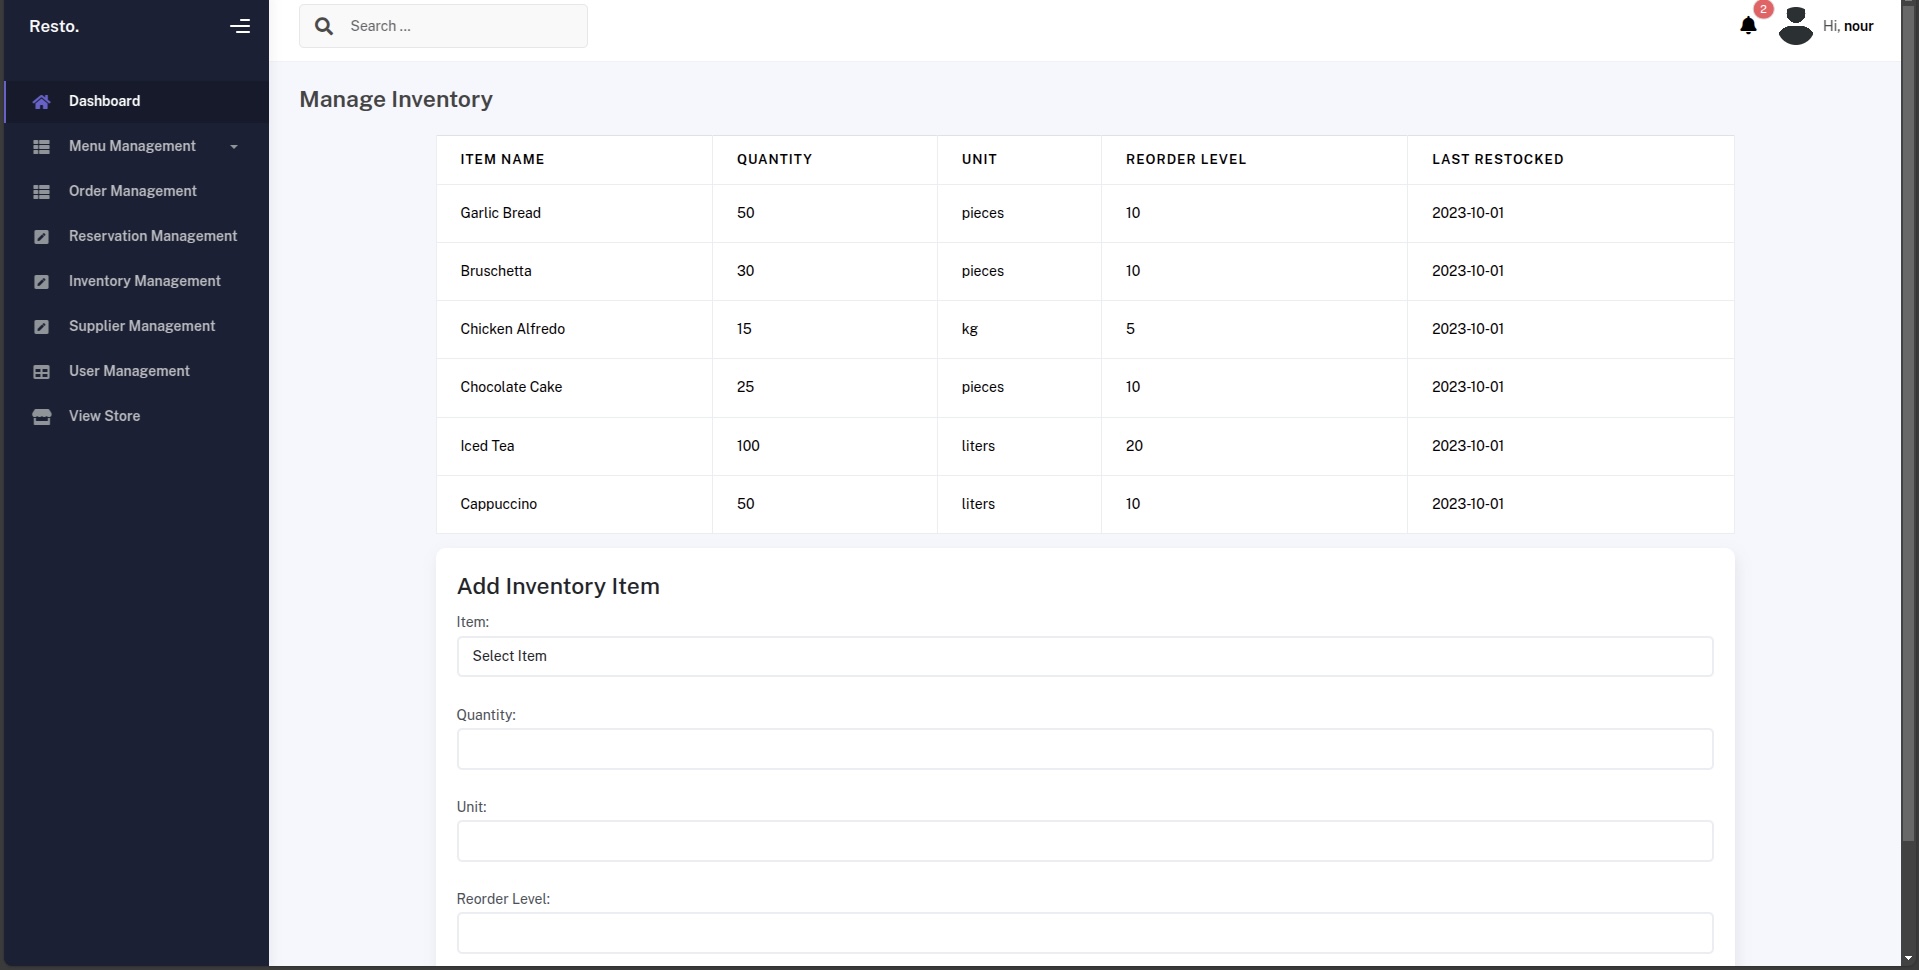 Resto.
Search ...
2
Hi, nour
Dashboard
Menu Management
Order Management
Reservation Management
Inventory Management
Supplier Management
User Management
View Store
Manage Inventory
ITEM NAME QUANTITY UNIT REORDER LEVEL LAST RESTOCKED
Garlic Bread 50 pieces 10 2023-10-01
Bruschetta 30 pieces 10 2023-10-01
Chicken Alfredo 15 kg 5 2023-10-01
Chocolate Cake 25 pieces 10 2023-10-01
Iced Tea 100 liters 20 2023-10-01
Cappuccino 50 liters 10 2023-10-01
Add Inventory Item
Item:
Select Item
Quantity:
Unit:
Reorder Level: